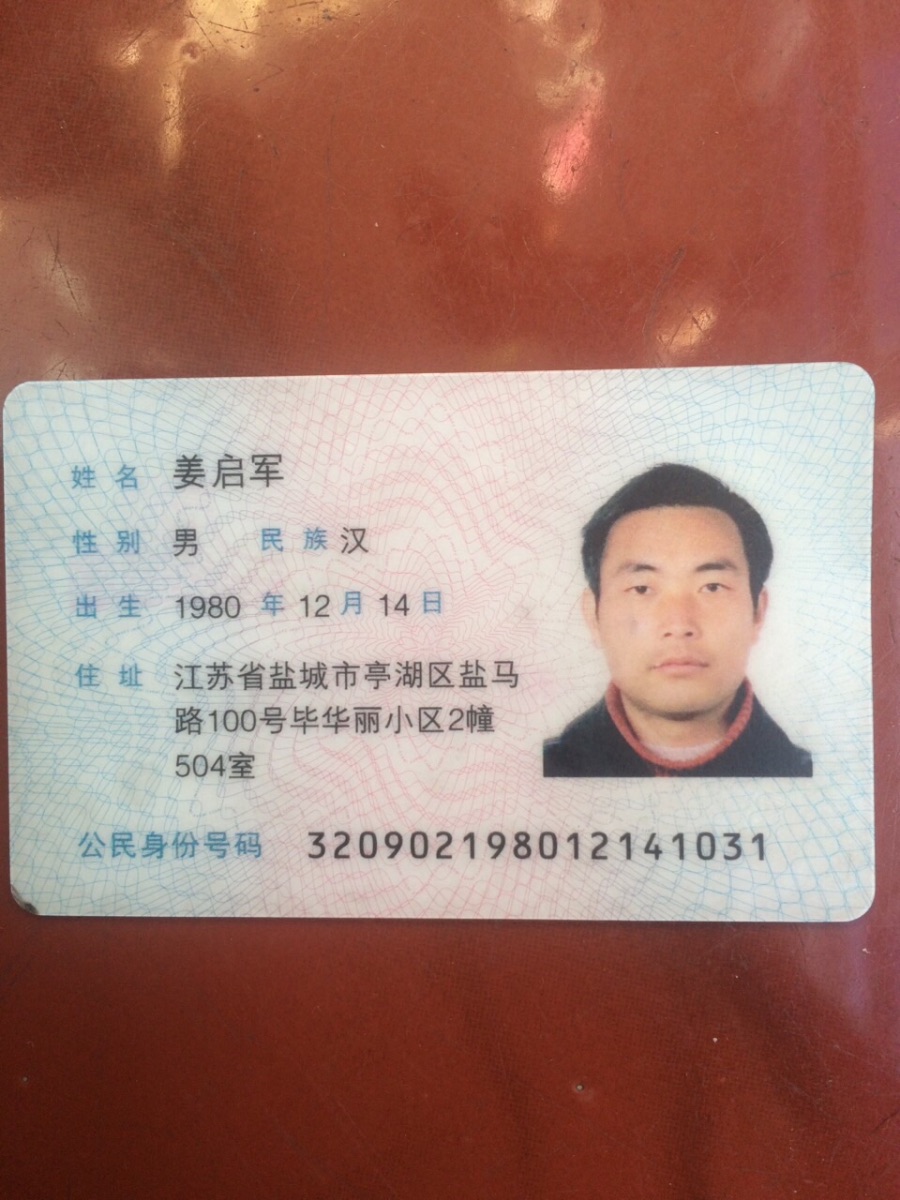 姓名 姜启军
性别 男 民族 汉
出生 1980 年 12 月 14 日
住址 江苏省盐城市亭湖区盐马
路100号毕华丽小区2幢
504室
公民身份号码 320902198012141031